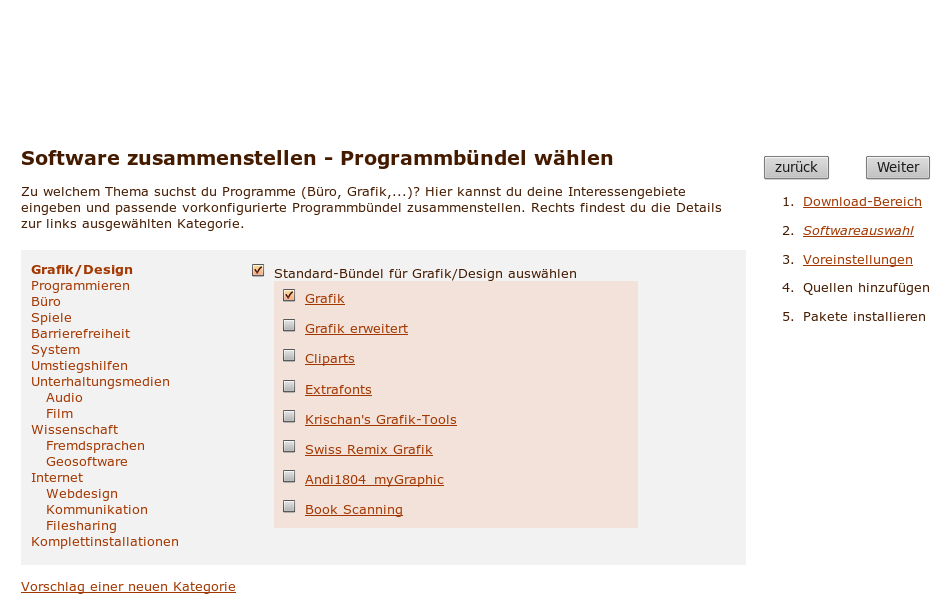 Software zusammenstellen - Programmbündel wählen
Zu welchem Thema suchst du Programme (Büro, Grafik,...)? Hier kannst du deine Interessengebiete
eingeben und passende vorkonfigurierte Programmbündel zusammenstellen. Rechts findest du die Details
zur links ausgewählten Kategorie.
Grafik/Design
Programmieren
Büro
Spiele
Barrierefreiheit
System
Umstiegshilfen
Unterhaltungsmedien
Audio
Film
Wissenschaft
Fremdsprachen
Geosoftware
Internet
Webdesign
Kommunikation
Filesharing
Komplettinstallationen
Standard-Bündel für Grafik/Design auswählen
Grafik
Grafik erweitert
Cliparts
Extrafonts
Krischan's Grafik-Tools
Swiss Remix Grafik
Andi1804_myGraphic
Book Scanning
Vorschlag einer neuen Kategorie
zurück
Weiter
1. Download-Bereich
2. Softwareauswahl
3. Voreinstellungen
4. Quellen hinzufügen
5. Pakete installieren